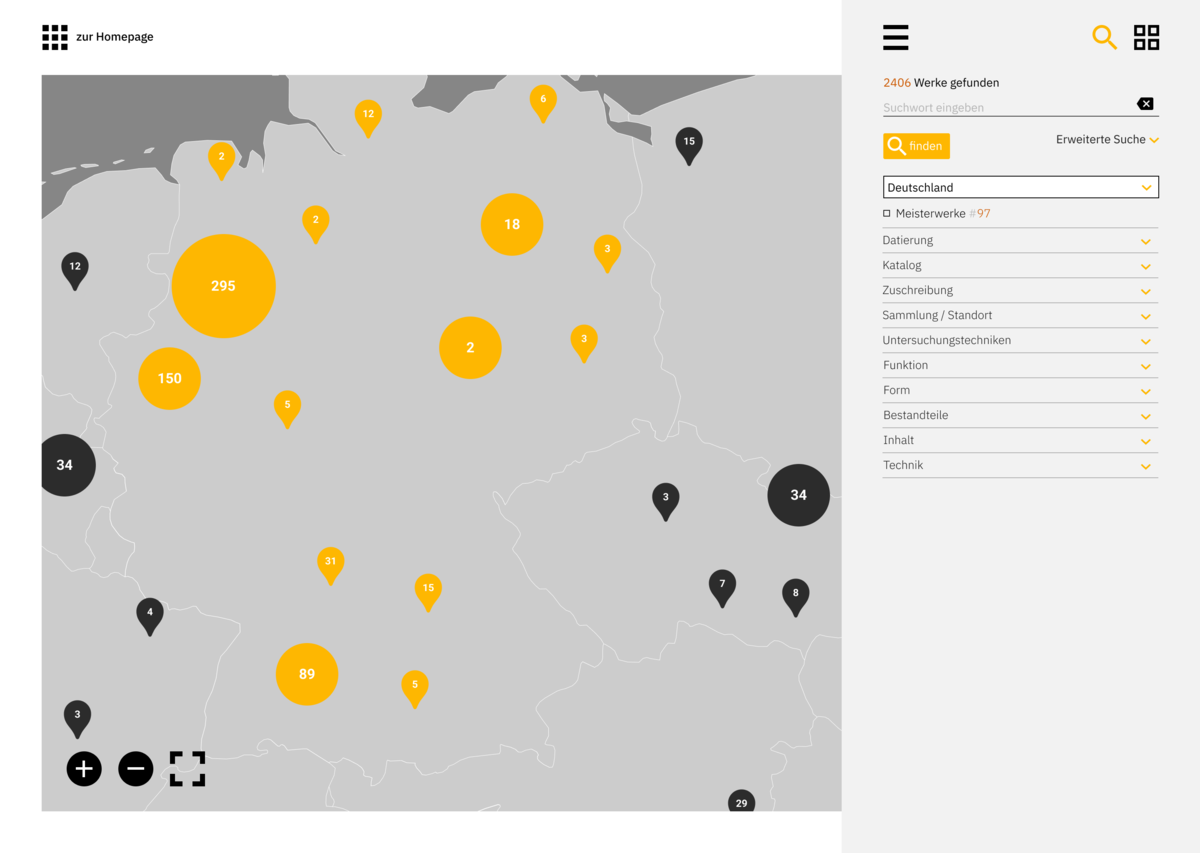 zur Homepage
2406 Werke gefunden
Suchwort eingeben
finden
Erweiterte Suche
Deutschland
Meisterwerke #97
Datierung
Katalog
Zuschreibung
Sammlung / Standort
Untersuchungstechniken
Funktion
Form
Bestandteile
Inhalt
Technik
6
12
15
2
2
18
3
12
295
3
2
150
5
34
34
3
31
7
15
8
4
89
5
3
29